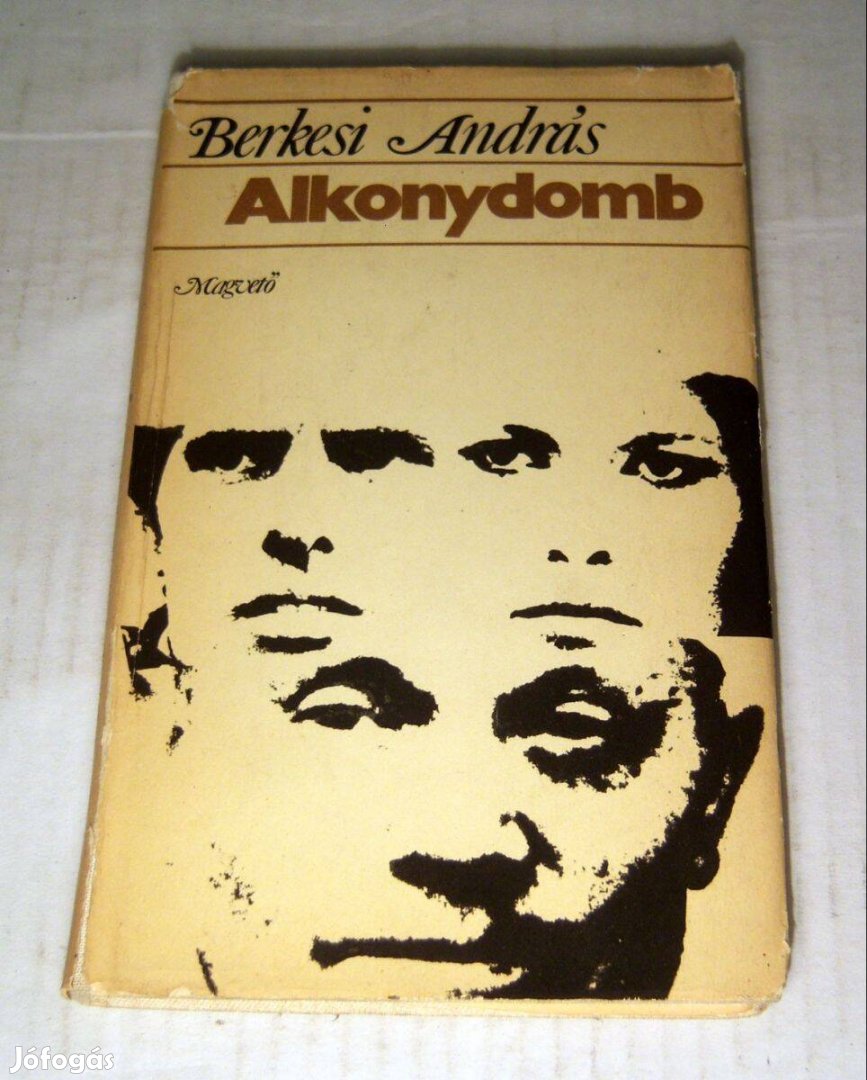 Berkesi András
Alkonydomb
Magvető
Jófogás